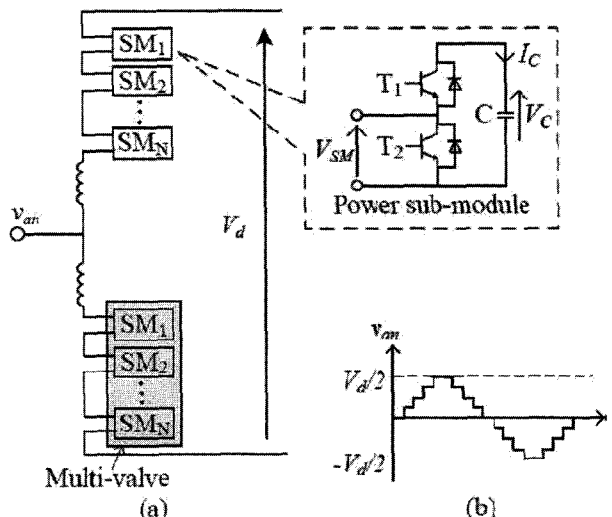 SM1
SM2
SMN
van
Vd
SM1
SM2
SMN
Multi-valve
(a)
T1
T2
VSM
C
IC
VC
Power sub-module
van
Vd/2
-Vd/2
(b)